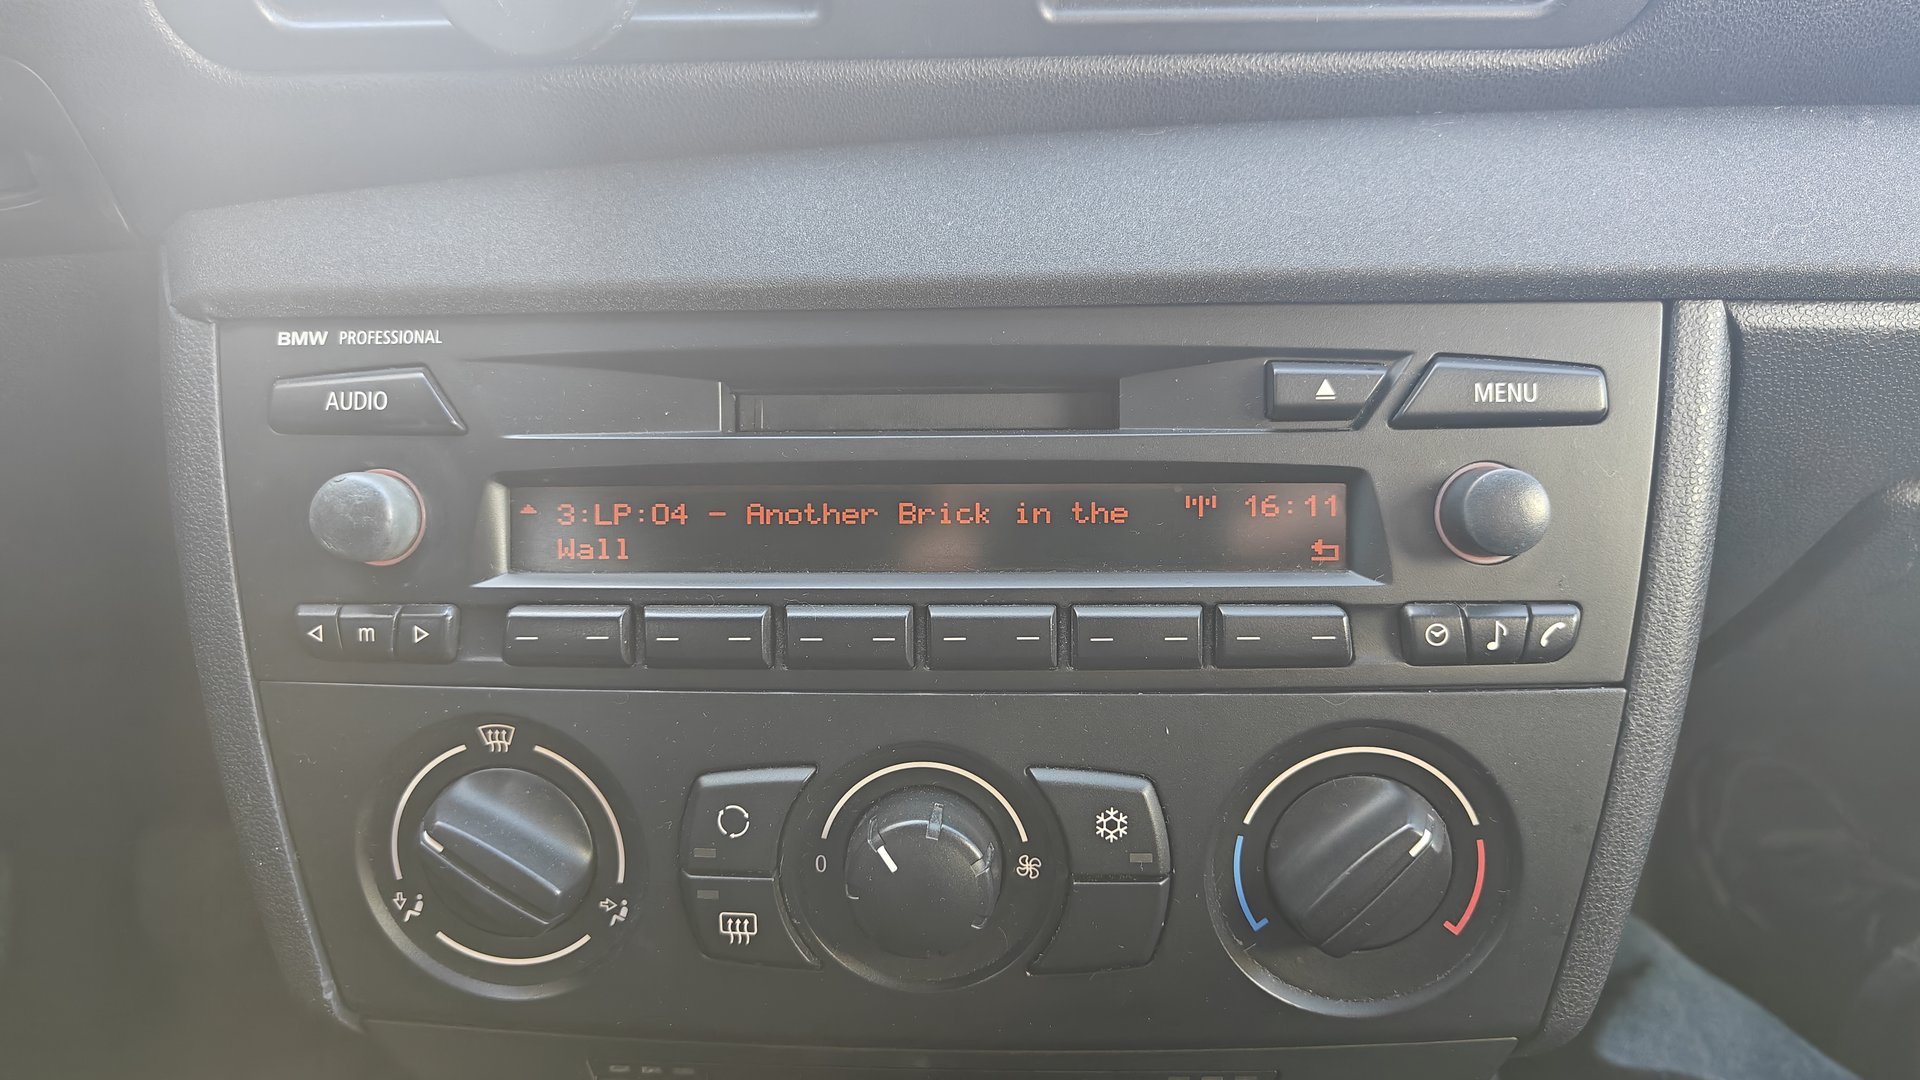 BMW PROFESSIONAL
AUDIO
MENU
3:LP:04 - Another Brick in the
16:11
Wall
m
0